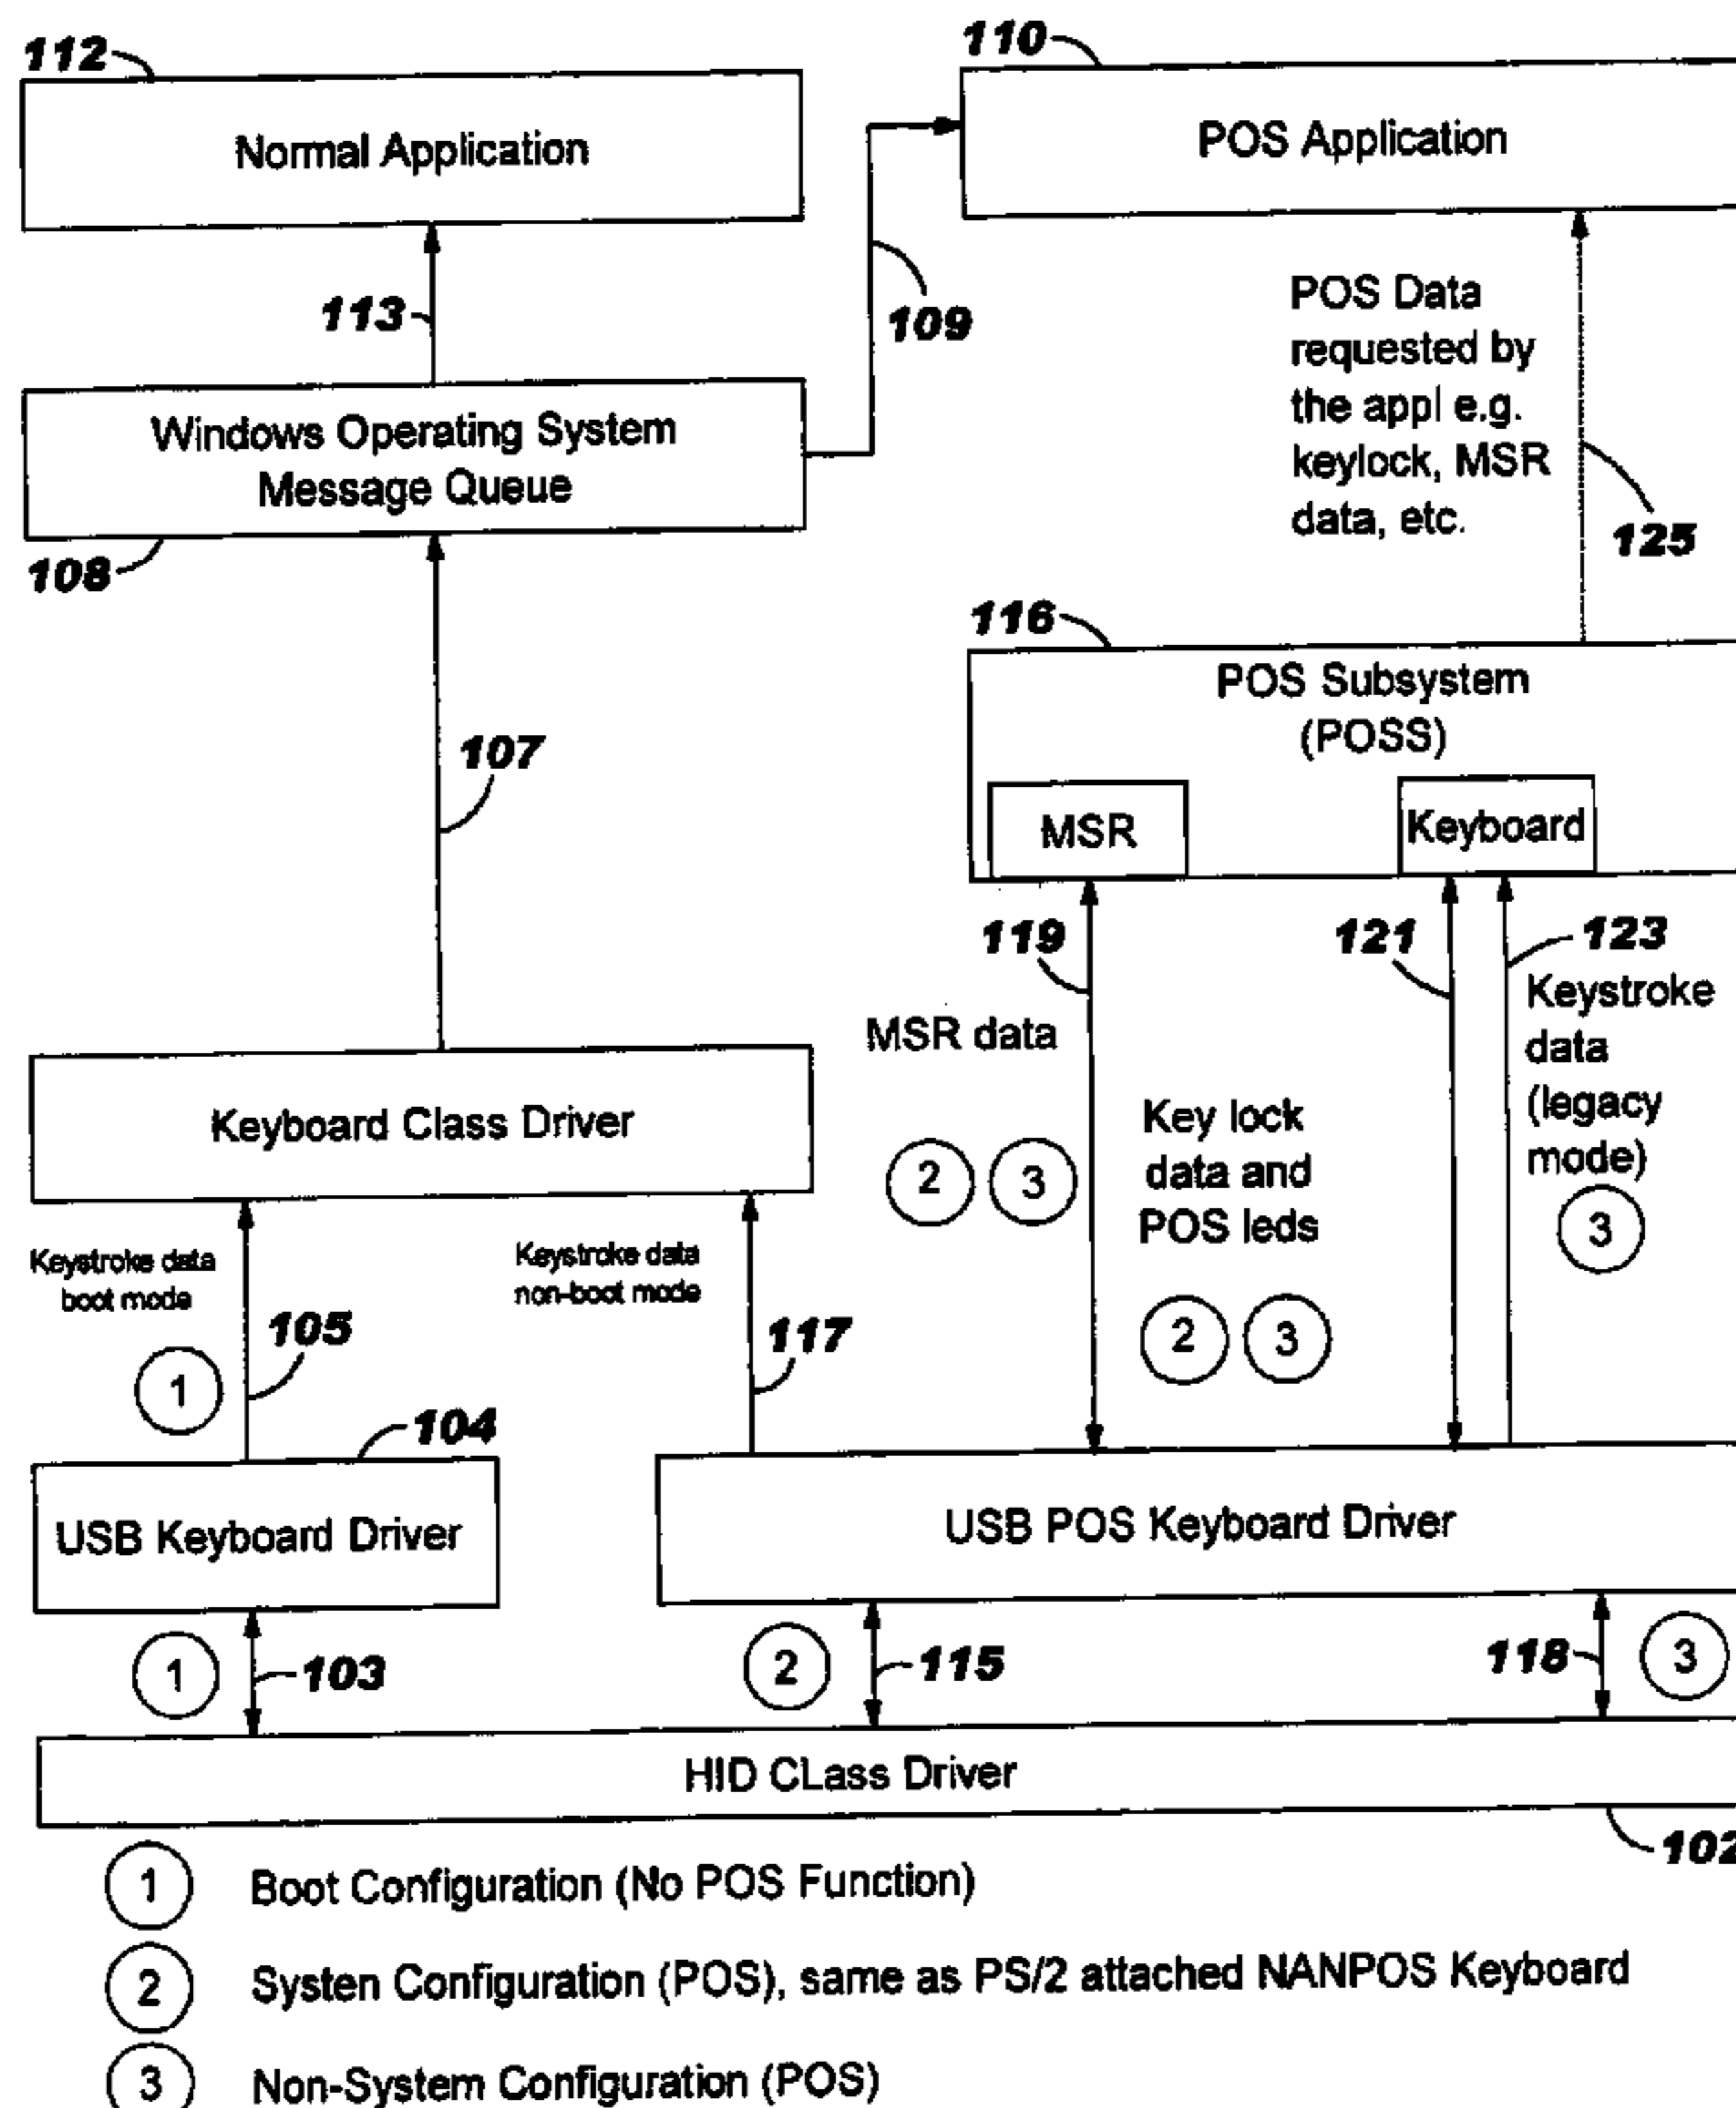 112
Normal Application
110
POS Application
113
109
POS Data
requested by
the appl e.g.
keylock, MSR
data, etc.
125
Windows Operating System
Message Queue
108
116
POS Subsystem
(POSS)
MSR
Keyboard
107
119
121
123
MSR data
2 3
Key lock
data and
POS leds
2 3
Keystroke
data
(legacy
mode)
3
Keyboard Class Driver
Keystroke data
boot mode
1
105
Keystroke data
non-boot mode
117
104
USB Keyboard Driver
USB POS Keyboard Driver
1
103
2
115
118
3
HID CLass Driver
102
1 Boot Configuration (No POS Function)
2 Systen Configuration (POS), same as PS/2 attached NANPOS Keyboard
3 Non-System Configuration (POS)